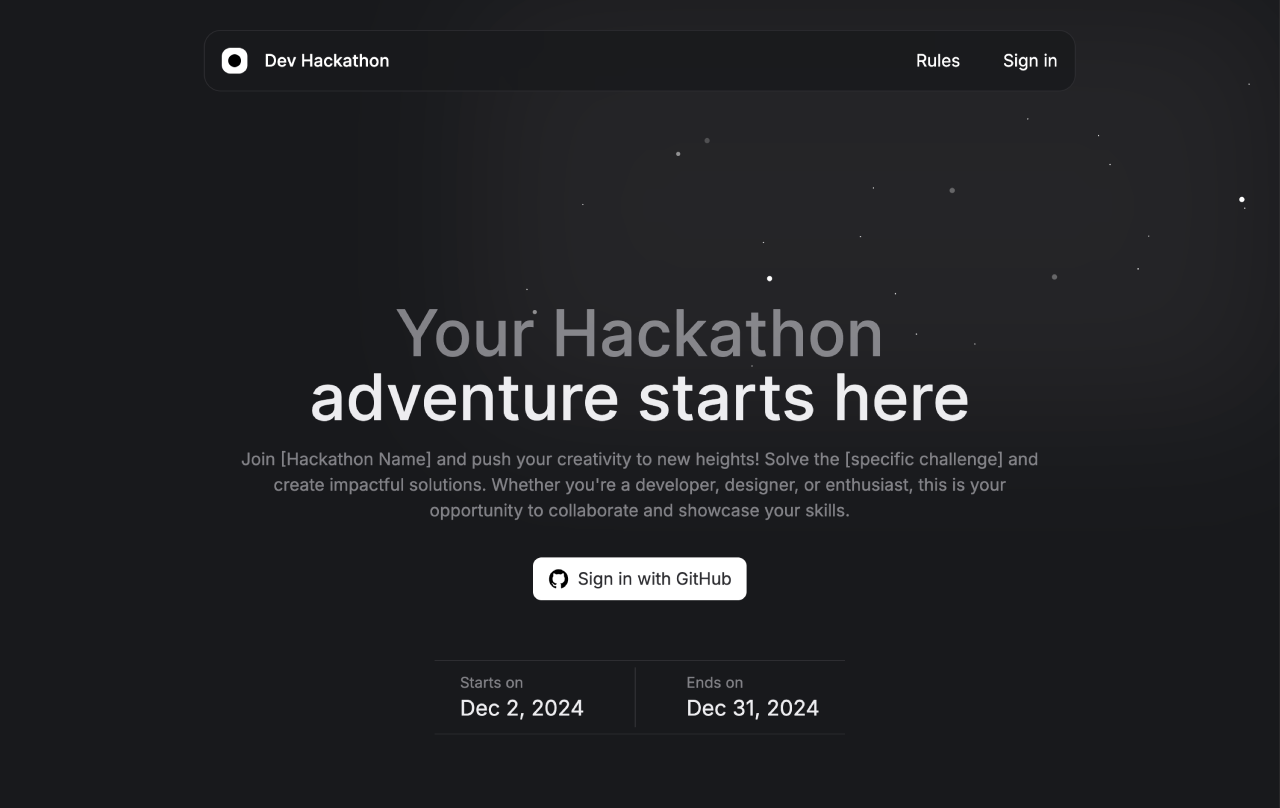 Dev Hackathon
Rules
Sign in
Your Hackathon
adventure starts here
Join [Hackathon Name] and push your creativity to new heights! Solve the [specific challenge] and
create impactful solutions. Whether you're a developer, designer, or enthusiast, this is your
opportunity to collaborate and showcase your skills.
Sign in with GitHub
Starts on
Dec 2, 2024
Ends on
Dec 31, 2024